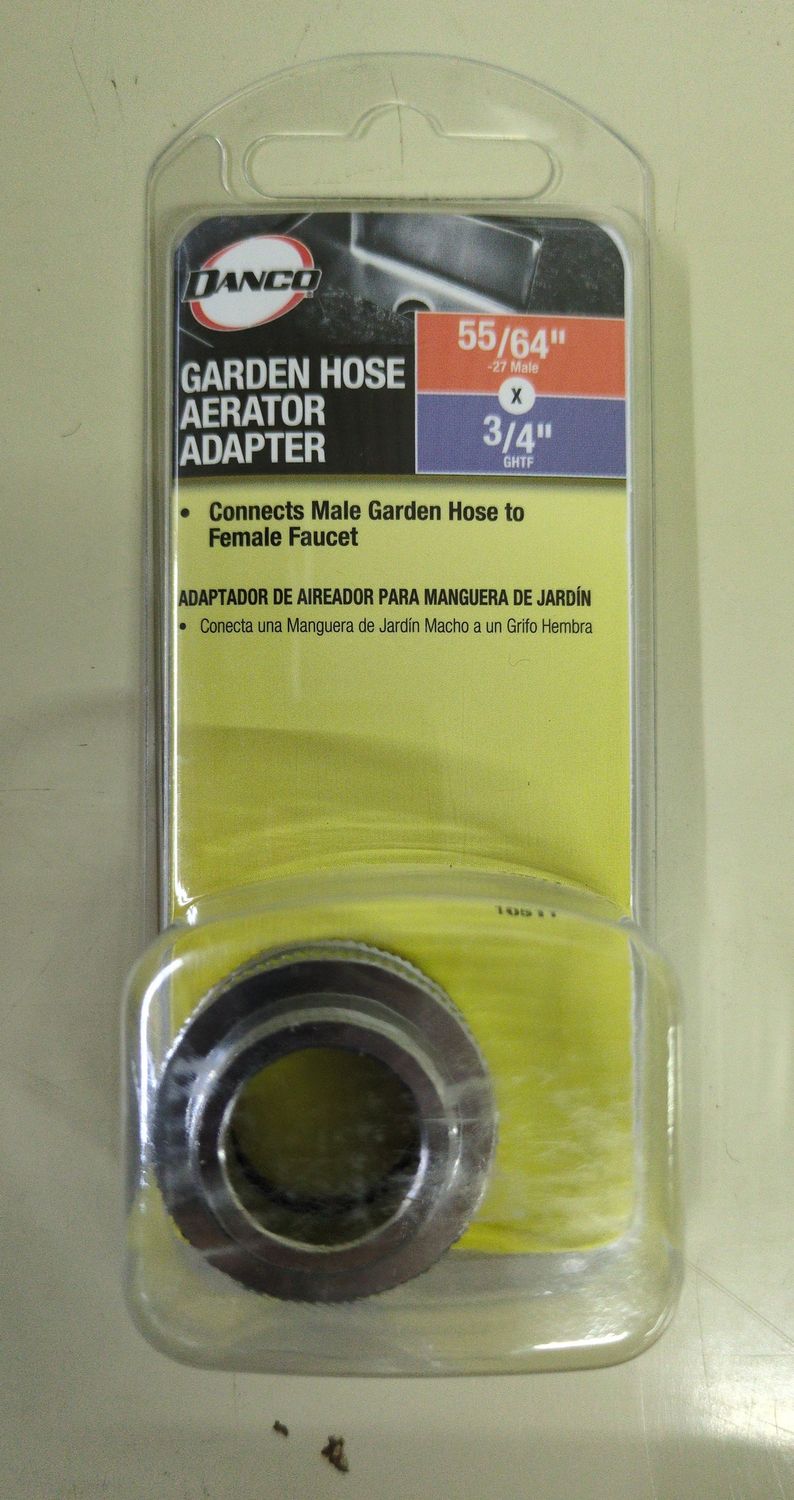 DANCO
GARDEN HOSE
AERATOR
ADAPTER
55/64"
-27 Male
X
3/4"
GHTF
• Connects Male Garden Hose to
Female Faucet
ADAPTADOR DE AIREADOR PARA MANGUERA DE JARDÍN
• Conecta una Manguera de Jardín Macho a un Grifo Hembra